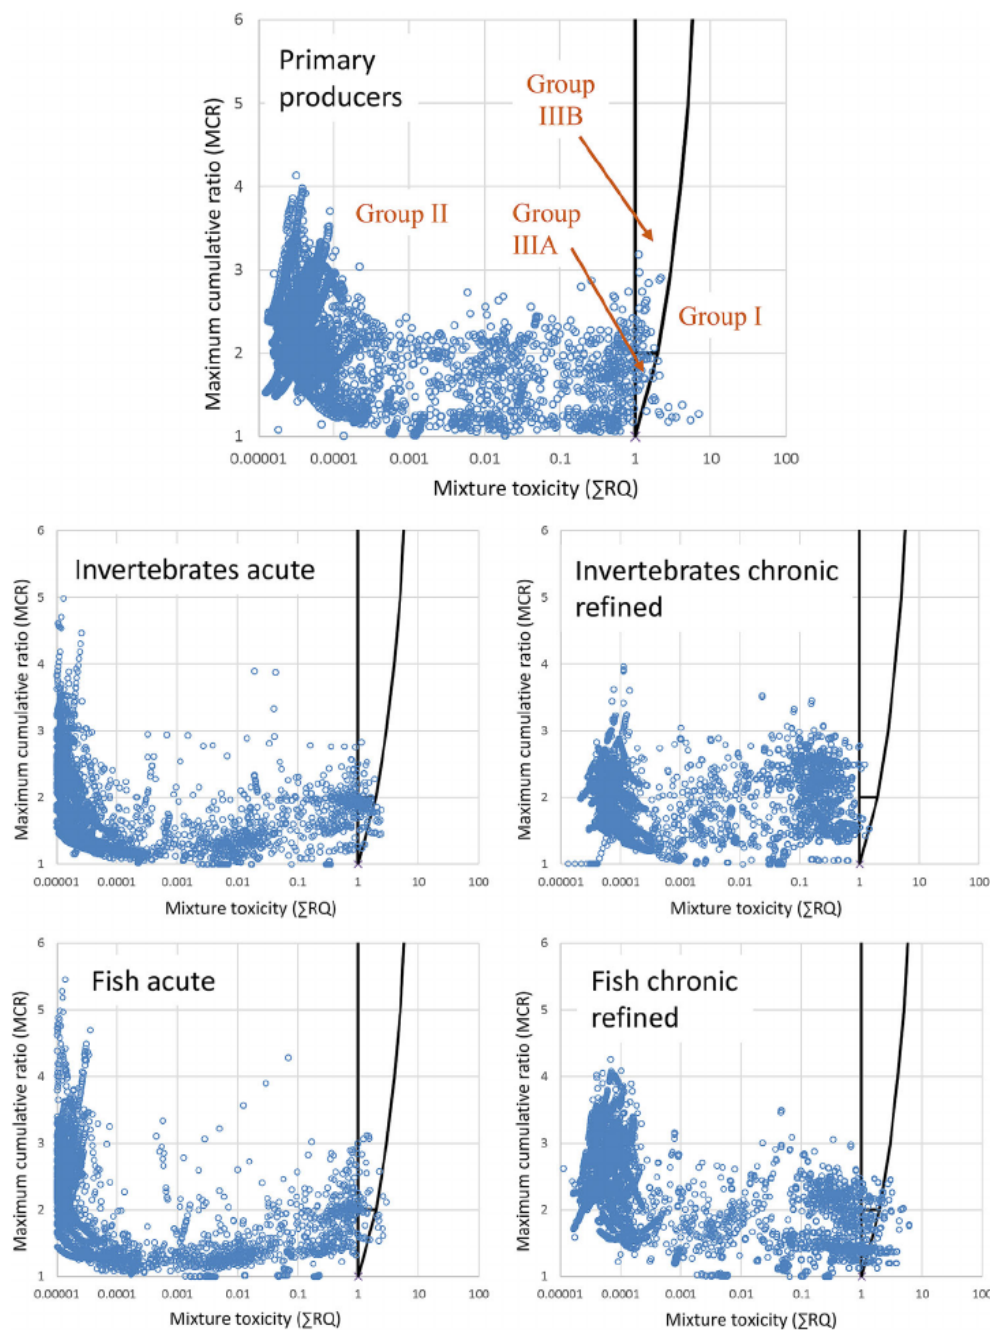 6
5
4
3
2
1
Maximum cumulative ratio (MCR)
Primary
producers
Group
IIIB
Group II
Group
IIIA
Group I
0.00001
0.0001
0.001
0.01
0.1
1
10
100
Mixture toxicity (∑RQ)
6
5
4
3
2
1
Maximum cumulative ratio (MCR)
Invertebrates acute
0.00001
0.0001
0.001
0.01
0.1
1
10
100
Mixture toxicity (∑RQ)
6
5
4
3
2
1
Maximum cumulative ratio (MCR)
Invertebrates chronic
refined
0.00001
0.0001
0.001
0.01
0.1
1
10
100
Mixture toxicity (∑RQ)
6
5
4
3
2
1
Maximum cumulative ratio (MCR)
Fish acute
0.00001
0.0001
0.001
0.01
0.1
1
10
100
Mixture toxicity (∑RQ)
6
5
4
3
2
1
Maximum cumulative ratio (MCR)
Fish chronic
refined
0.00001
0.0001
0.001
0.01
0.1
1
10
100
Mixture toxicity (∑RQ)